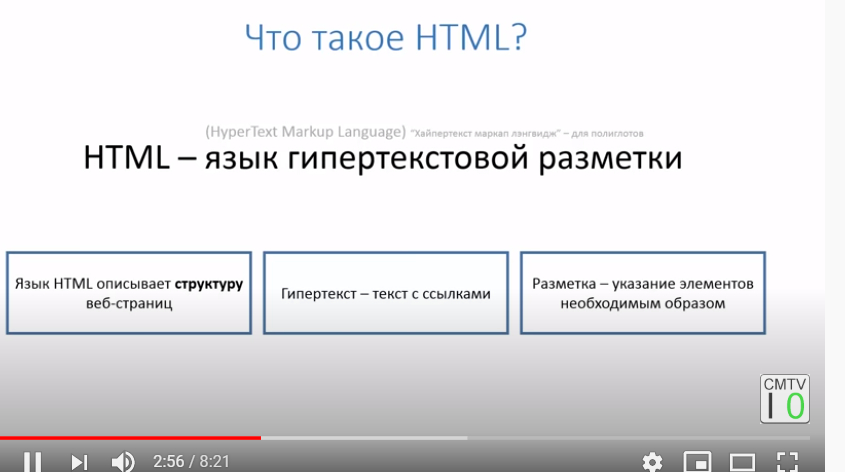 Что такое HTML?
(HyperText Markup Language) "Хайпертекст маркап лэнгвидж" – для полиглотов
HTML – язык гипертекстовой разметки
Язык HTML описывает структуру
веб-страниц
Гипертекст – текст с ссылками
Разметка – указание элементов
необходимым образом
CMTV
I 0
2:56 / 8:21